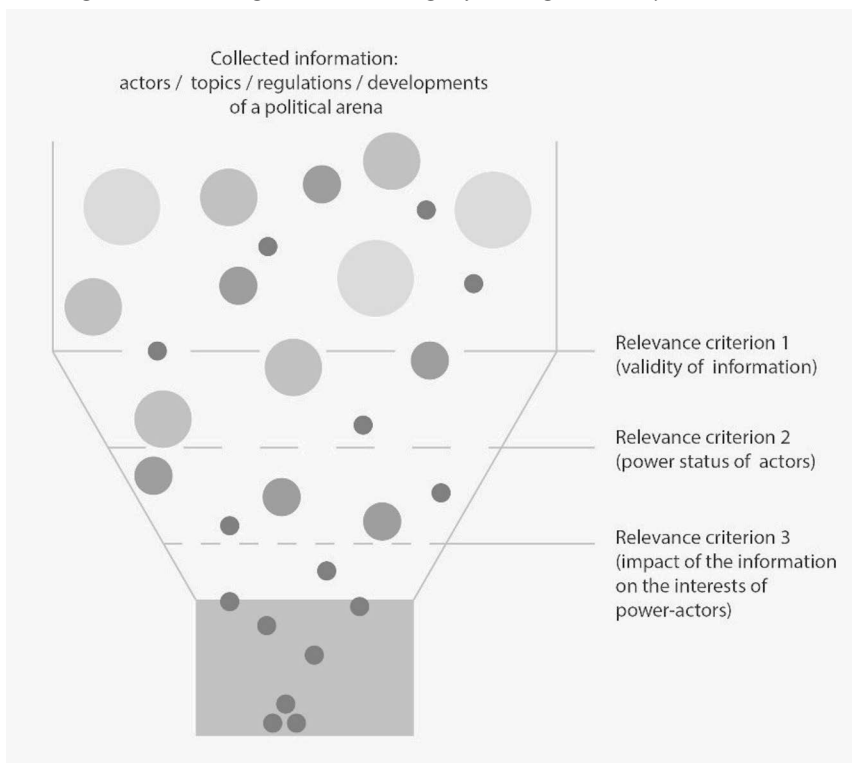 Collected information:
actors / topics / regulations / developments
of a political arena
Relevance criterion 1
(validity of information)
Relevance criterion 2
(power status of actors)
Relevance criterion 3
(impact of the information
on the interests of
power-actors)